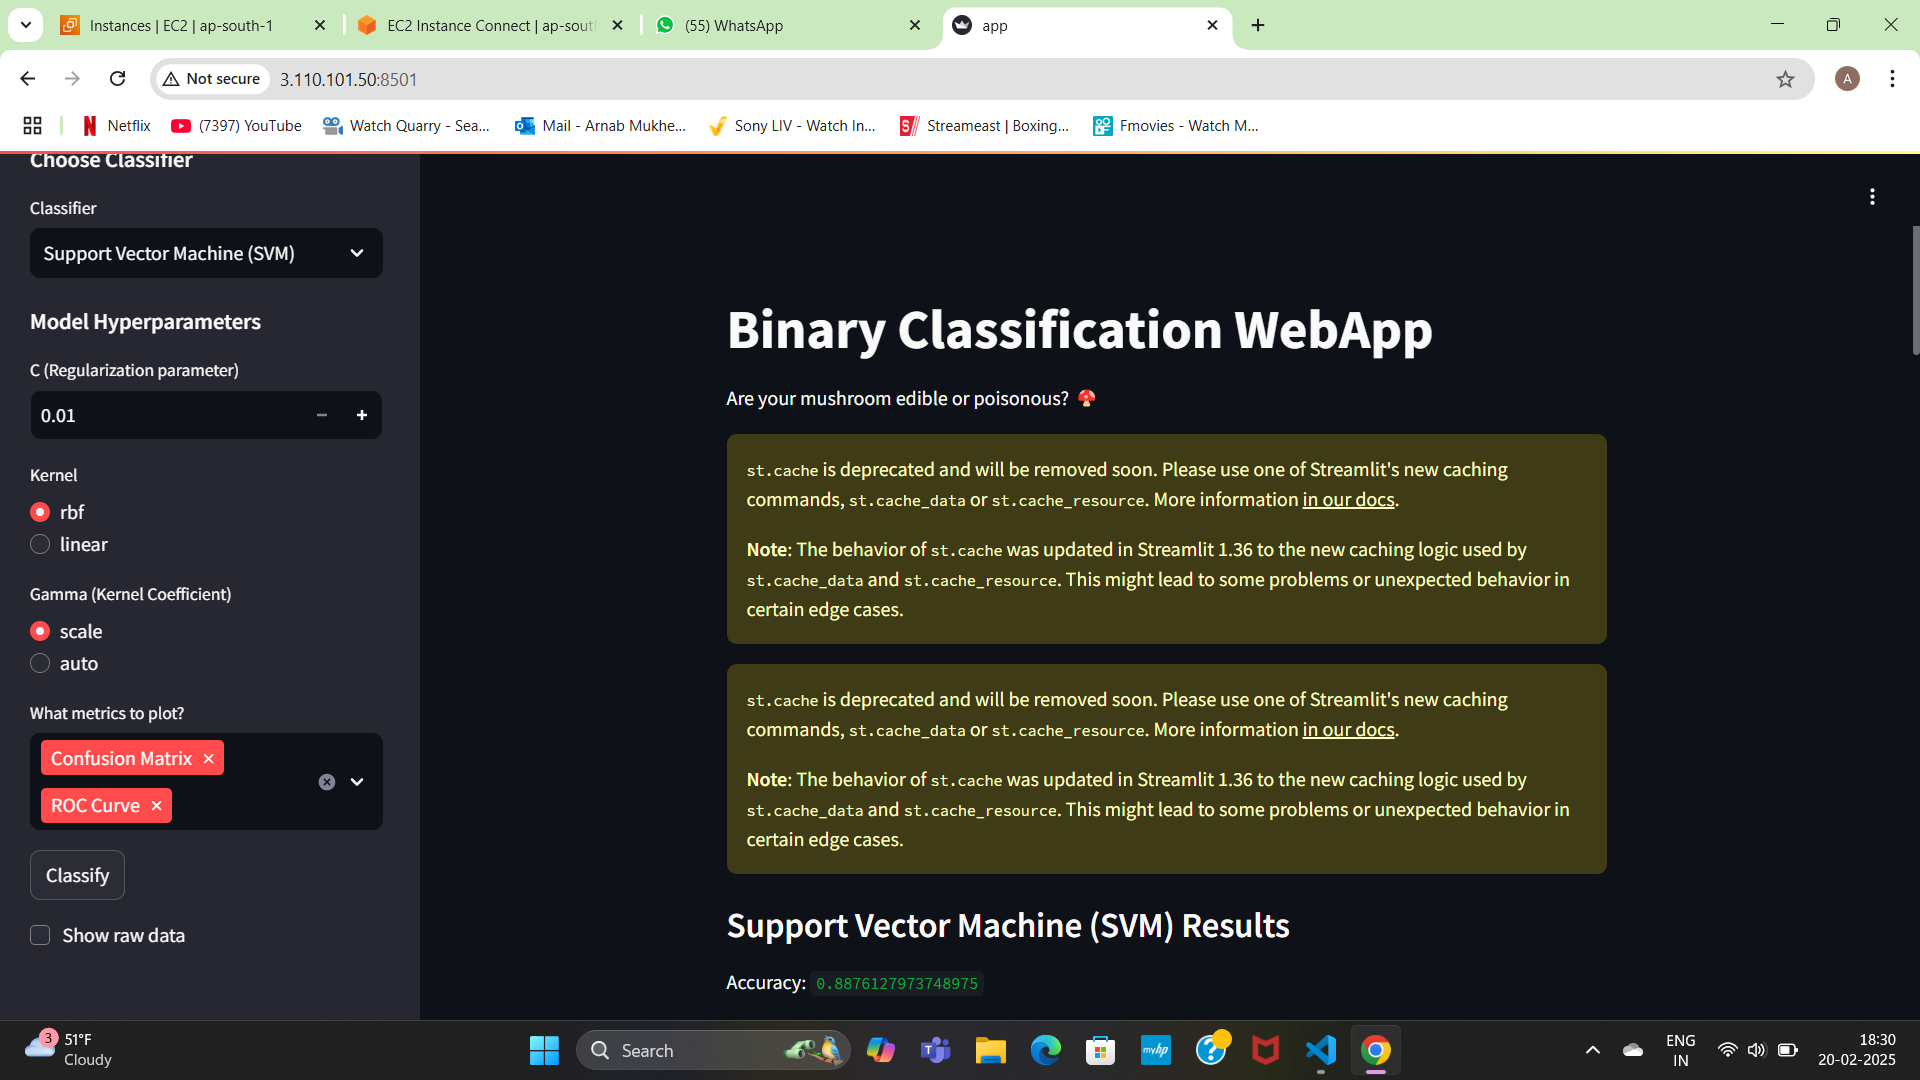 Instances | EC2 | ap-south-1
EC2 Instance Connect | ap-sout
(55) WhatsApp
app
Not secure
3.110.101.50:8501
A
Netflix
(7397) YouTube
Watch Quarry - Sea...
Mail - Arnab Mukhe...
Sony LIV - Watch In...
Streameast | Boxing...
Fmovies - Watch M...
Choose Classifier
Classifier
Support Vector Machine (SVM)
Model Hyperparameters
C (Regularization parameter)
0.01
Kernel
rbf
linear
Gamma (Kernel Coefficient)
scale
auto
What metrics to plot?
Confusion Matrix
ROC Curve
Classify
Show raw data
Binary Classification WebApp
Are your mushroom edible or poisonous? 🍄
st.cache is deprecated and will be removed soon. Please use one of Streamlit's new caching
commands, st.cache_data or st.cache_resource. More information in our docs.
Note: The behavior of st.cache was updated in Streamlit 1.36 to the new caching logic used by
st.cache_data and st.cache_resource. This might lead to some problems or unexpected behavior in
certain edge cases.
st.cache is deprecated and will be removed soon. Please use one of Streamlit's new caching
commands, st.cache_data or st.cache_resource. More information in our docs.
Note: The behavior of st.cache was updated in Streamlit 1.36 to the new caching logic used by
st.cache_data and st.cache_resource. This might lead to some problems or unexpected behavior in
certain edge cases.
Support Vector Machine (SVM) Results
Accuracy: 0.8876127973748975
3
51°F
Cloudy
Search
myhp
ENG
IN
18:30
20-02-2025